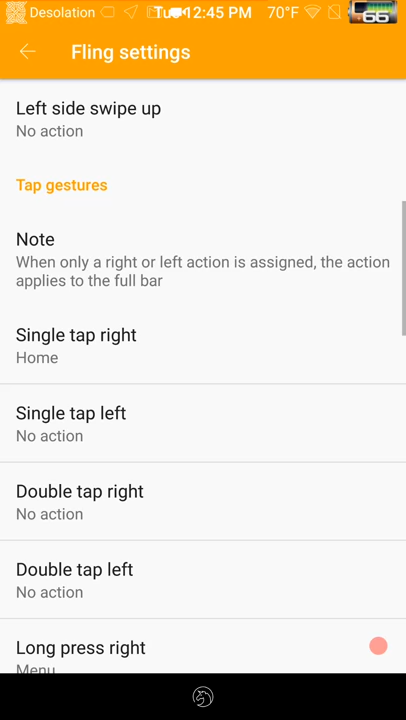 Desolation Tue 12:45 PM 70°F 66
Fling settings
Left side swipe up
No action
Tap gestures
Note
When only a right or left action is assigned, the action
applies to the full bar
Single tap right
Home
Single tap left
No action
Double tap right
No action
Double tap left
No action
Long press right
Menu